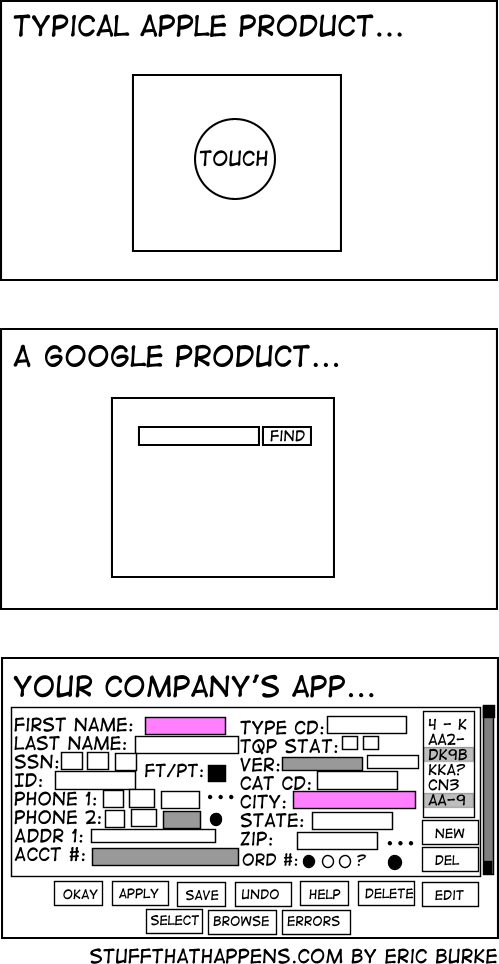 TYPICAL APPLE PRODUCT...
TOUCH
A GOOGLE PRODUCT...
FIND
YOUR COMPANY'S APP...
FIRST NAME:
LAST NAME:
SSN:
ID:
FT/PT:
PHONE 1:
...
PHONE 2:
ADDR 1:
ACCT #:
TYPE CD:
TQP STAT:
VER:
CAT CD:
CITY:
STATE:
ZIP:
...
ORD #:
?
4 - K
AA2-
DK9B
KKA?
CN3
AA-9
NEW
DEL
OKAY APPLY SAVE UNDO HELP DELETE EDIT
SELECT BROWSE ERRORS
STUFFTHATHAPPENS.COM BY ERIC BURKE